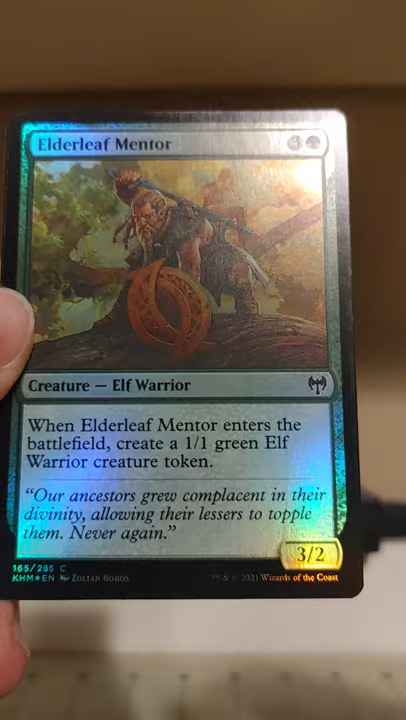 Elderleaf Mentor 3
Creature — Elf Warrior
When Elderleaf Mentor enters the
battlefield, create a 1/1 green Elf
Warrior creature token.
“Our ancestors grew complacent in their
divinity, allowing their lessers to topple
them. Never again.”
3/2
165/285 C
KHM★EN Zoltan Boros
™ & © 2021 Wizards of the Coast